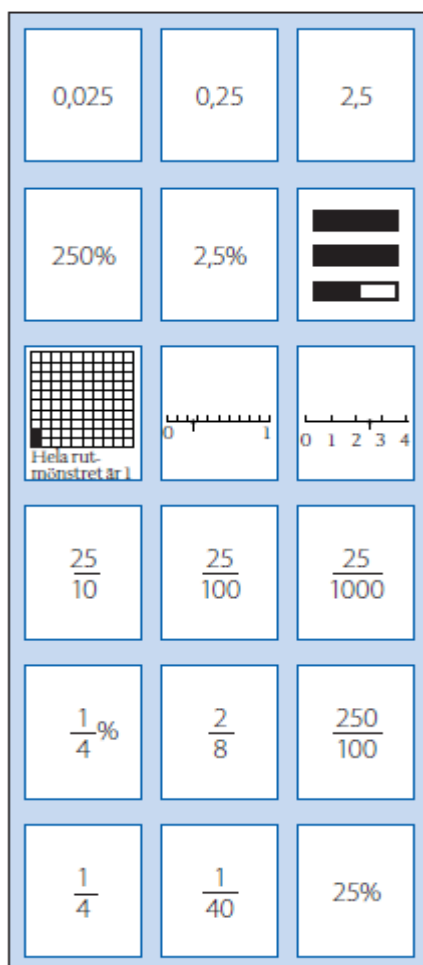 0,025 0,25 2,5
250% 2,5%
Hela rut-
mönstret är 1
0 1
0 1 2 3 4
25/10 25/100 25/1000
1/4 % 2/8 250/100
1/4 1/40 25%